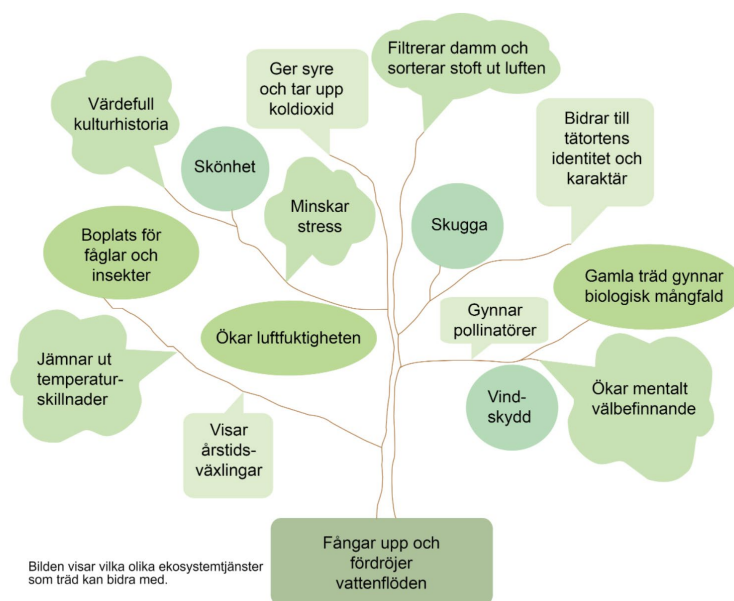 Filtrerar damm och
sorterar stoft ut luften
Ger syre
och tar upp
koldioxid
Värdefull
kulturhistoria
Bidrar till
tätortens
identitet och
karaktär
Skönhet
Minskar
stress
Skugga
Boplats för
fåglar och
insekter
Gamla träd gynnar
biologisk mångfald
Ökar luftfuktigheten
Gynnar
pollinatörer
Jämnar ut
temperatur-
skillnader
Ökar mentalt
välbefinnande
Vind-
skydd
Visar
årstids-
växlingar
Fångar upp och
fördröjer
vattenflöden
Bilden visar vilka olika ekosystemtjänster
som träd kan bidra med.